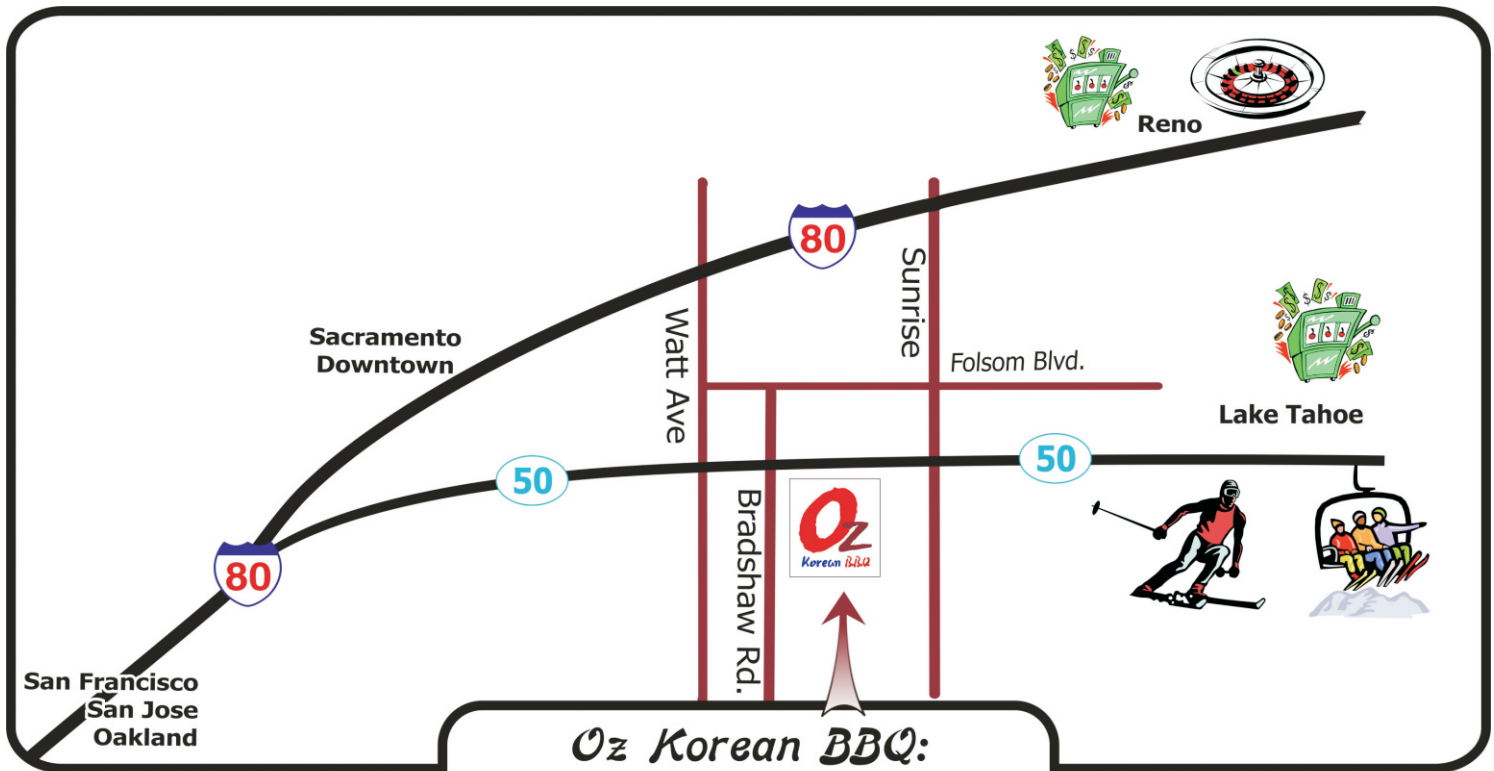 Reno
80
Sunrise
Watt Ave
Sacramento
Downtown
Folsom Blvd.
Lake Tahoe
50
50
Bradshaw Rd.
Oz
Korean BBQ
80
San Francisco
San Jose
Oakland
Oz Korean BBQ: